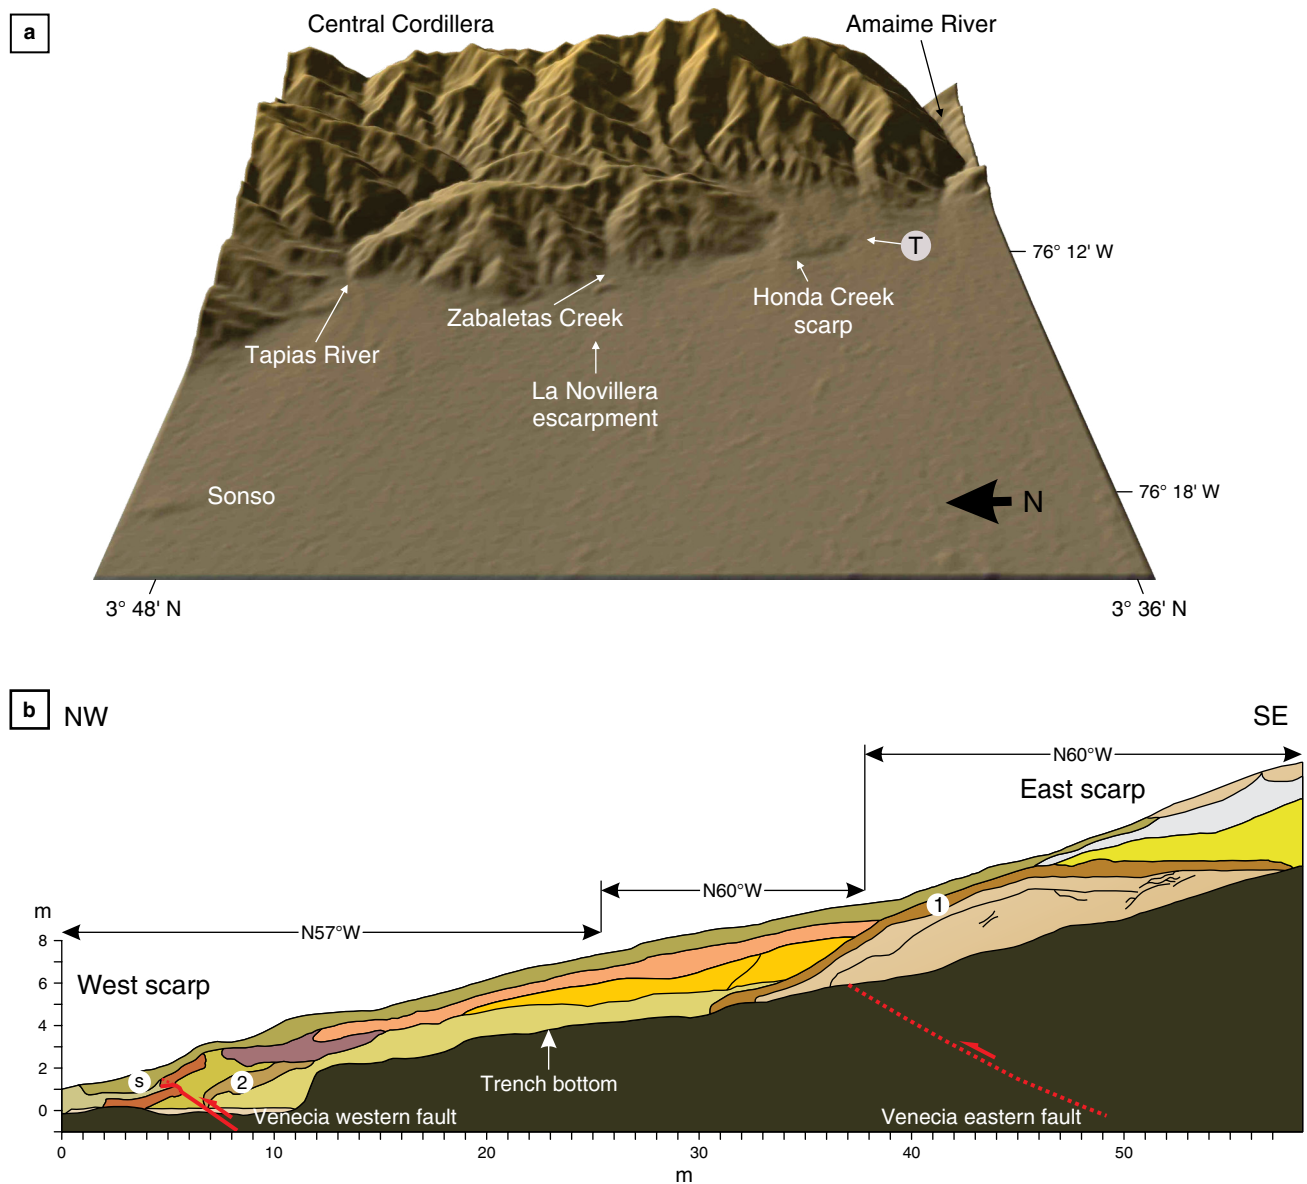 a
Central Cordillera
Amaime River
T
76° 12' W
Honda Creek
scarp
Zabaletas Creek
Tapias River
La Novillera
escarpment
Sonso
76° 18' W
N
3° 48' N
3° 36' N
b
NW
SE
N60°W
East scarp
N60°W
1
m
N57°W
8
West scarp
6
4
2
0
s
2
Trench bottom
Venecia western fault
Venecia eastern fault
0
10
20
30
40
50
m